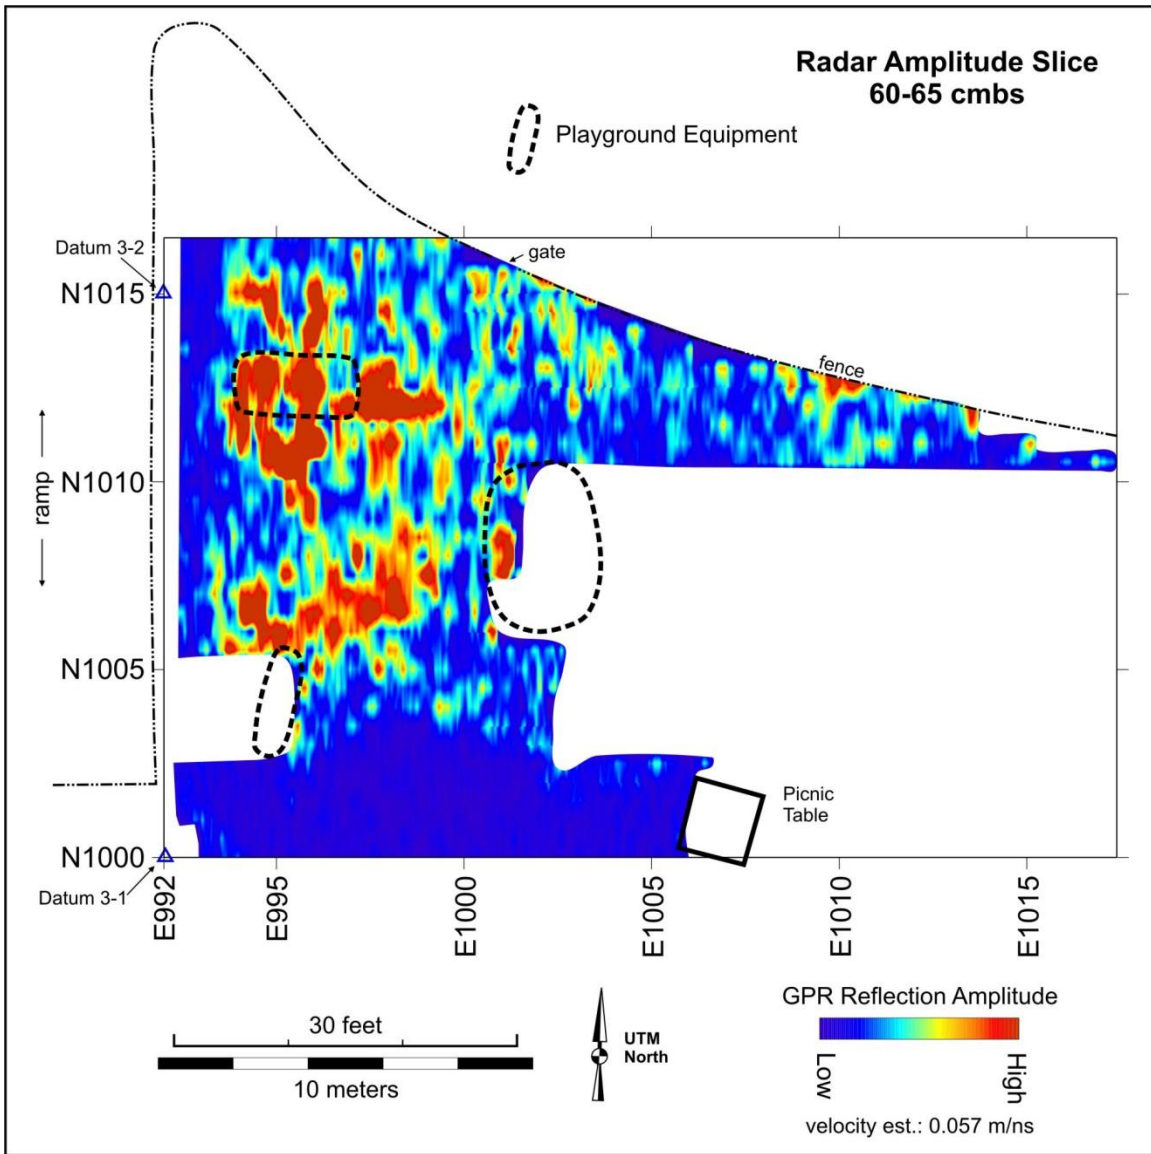 Radar Amplitude Slice
60-65 cmbs
Playground Equipment
Datum 3-2
gate
N1015
fence
ramp
N1010
N1005
Picnic
Table
N1000
Datum 3-1
E992
E995
E1000
E1005
E1010
E1015
30 feet
10 meters
UTM
North
GPR Reflection Amplitude
Low
High
velocity est.: 0.057 m/ns